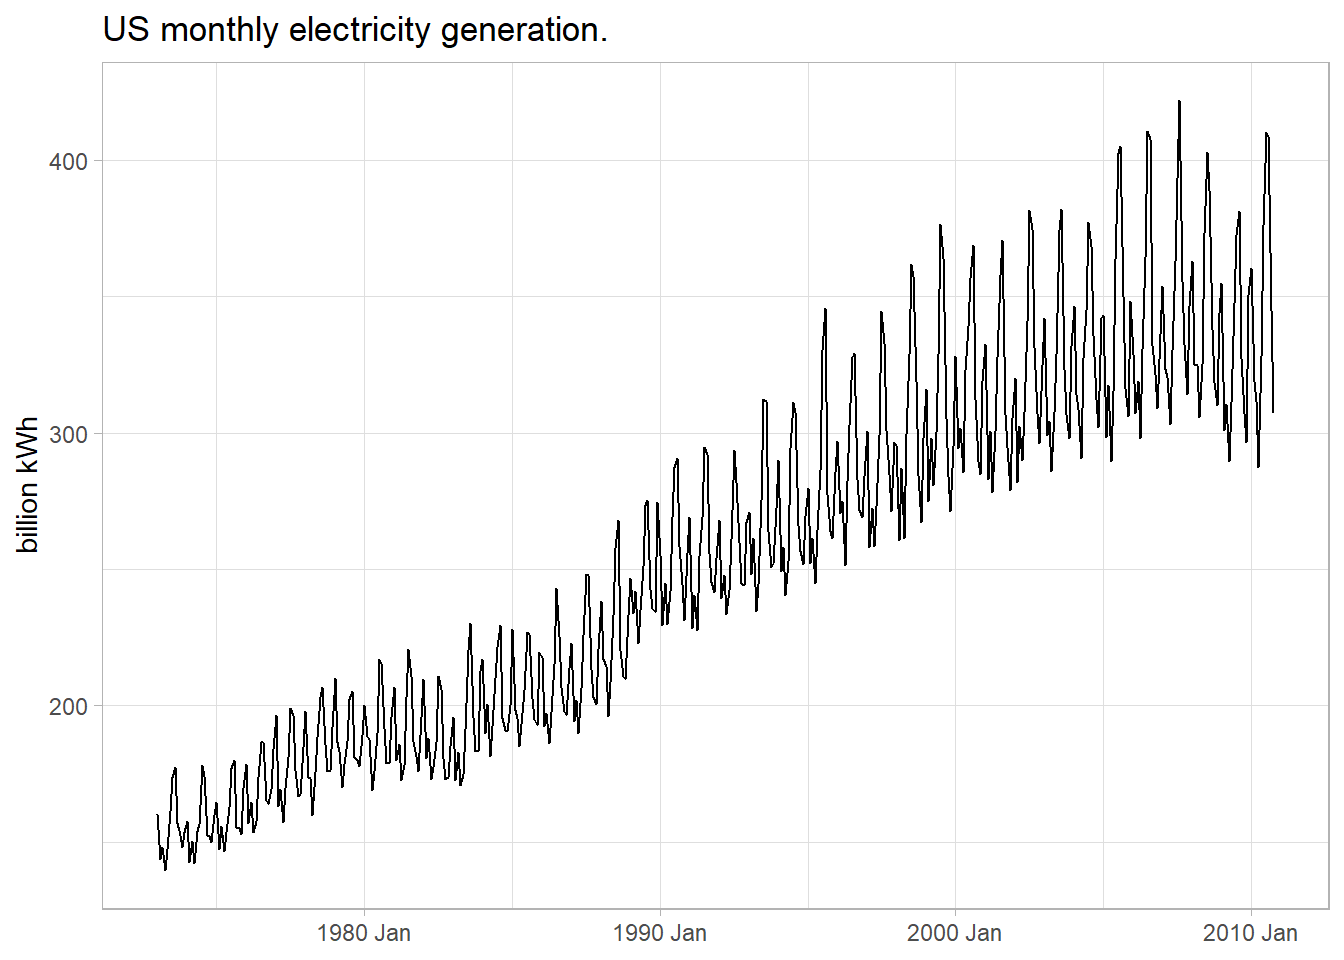 US monthly electricity generation.
billion kWh
400
300
200
1980 Jan
1990 Jan
2000 Jan
2010 Jan